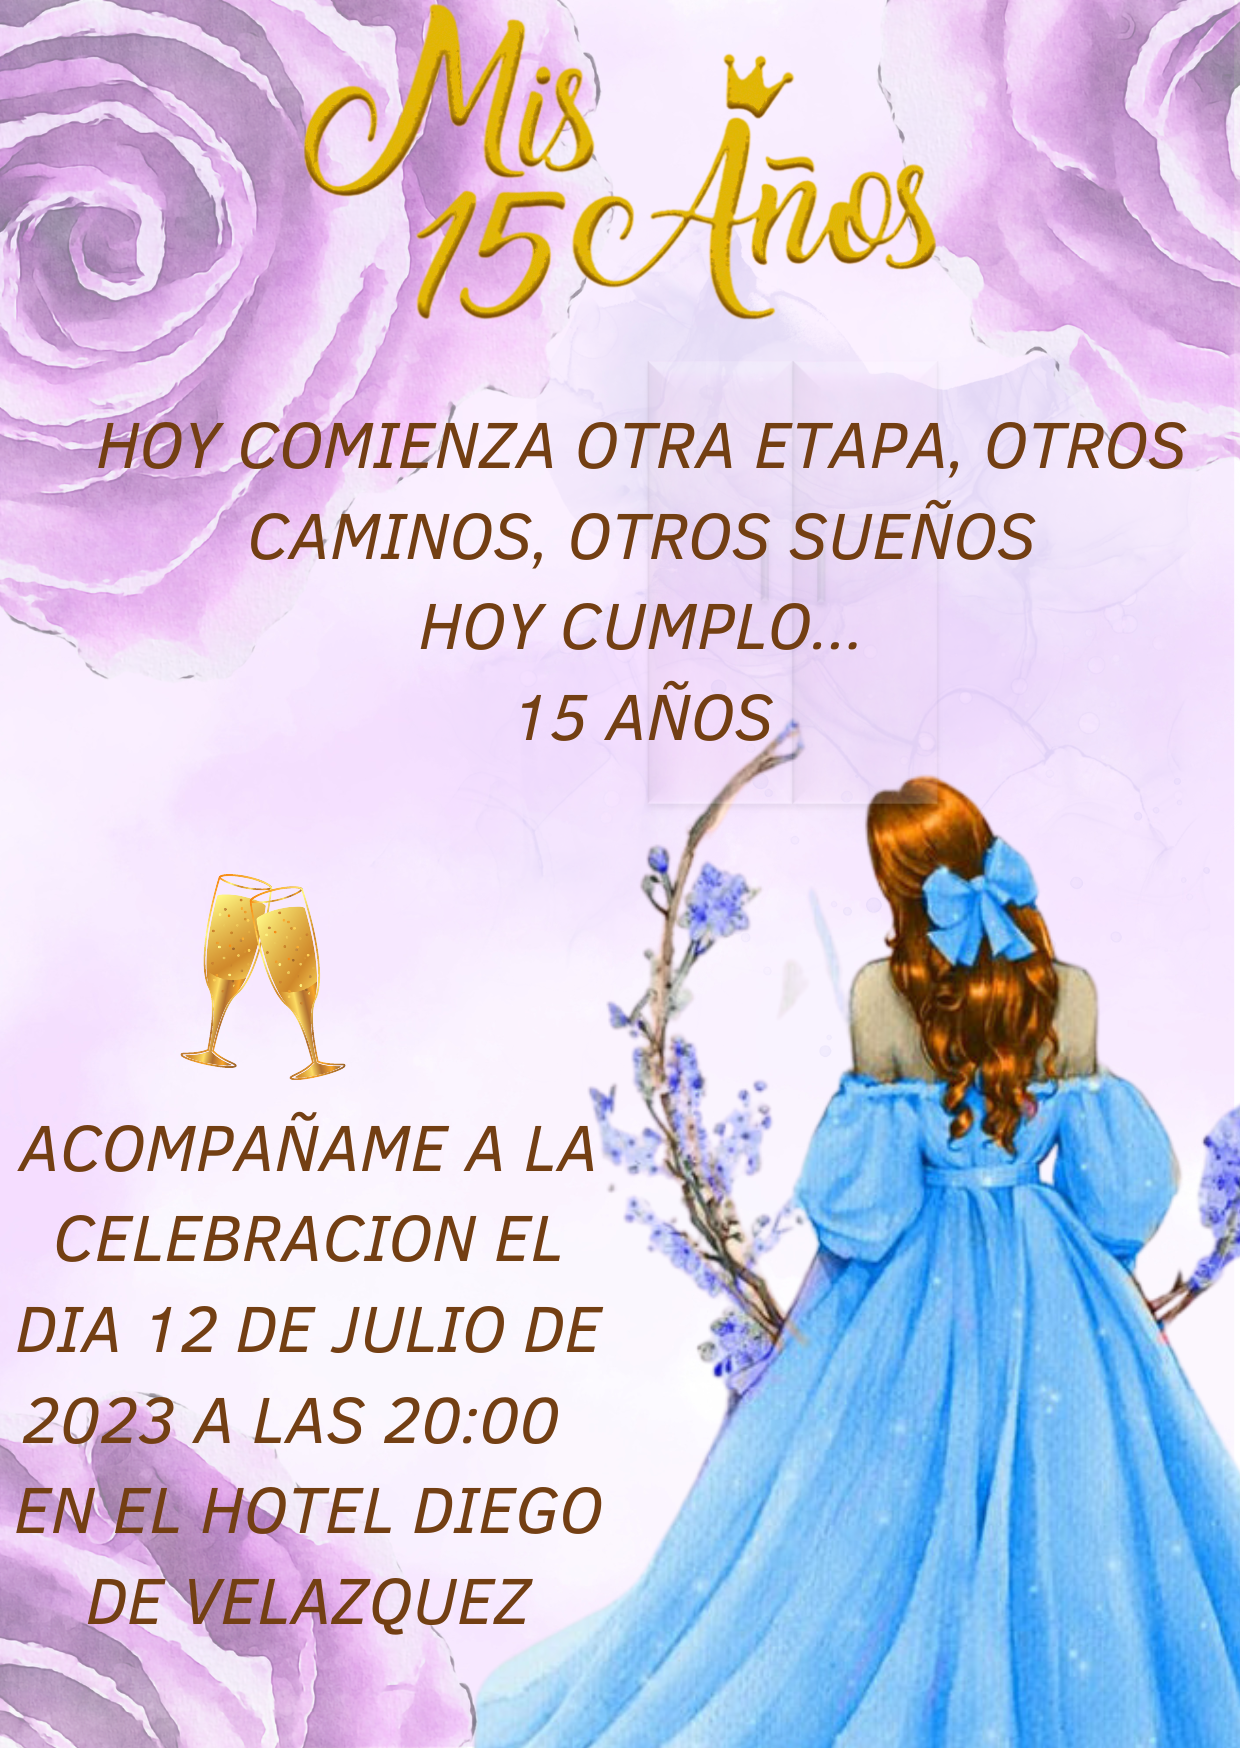 Mis
15 Años
HOY COMIENZA OTRA ETAPA, OTROS
CAMINOS, OTROS SUEÑOS
HOY CUMPLO...
15 AÑOS
ACOMPAÑAME A LA
CELEBRACION EL
DIA 12 DE JULIO DE
2023 A LAS 20:00
EN EL HOTEL DIEGO
DE VELAZQUEZ